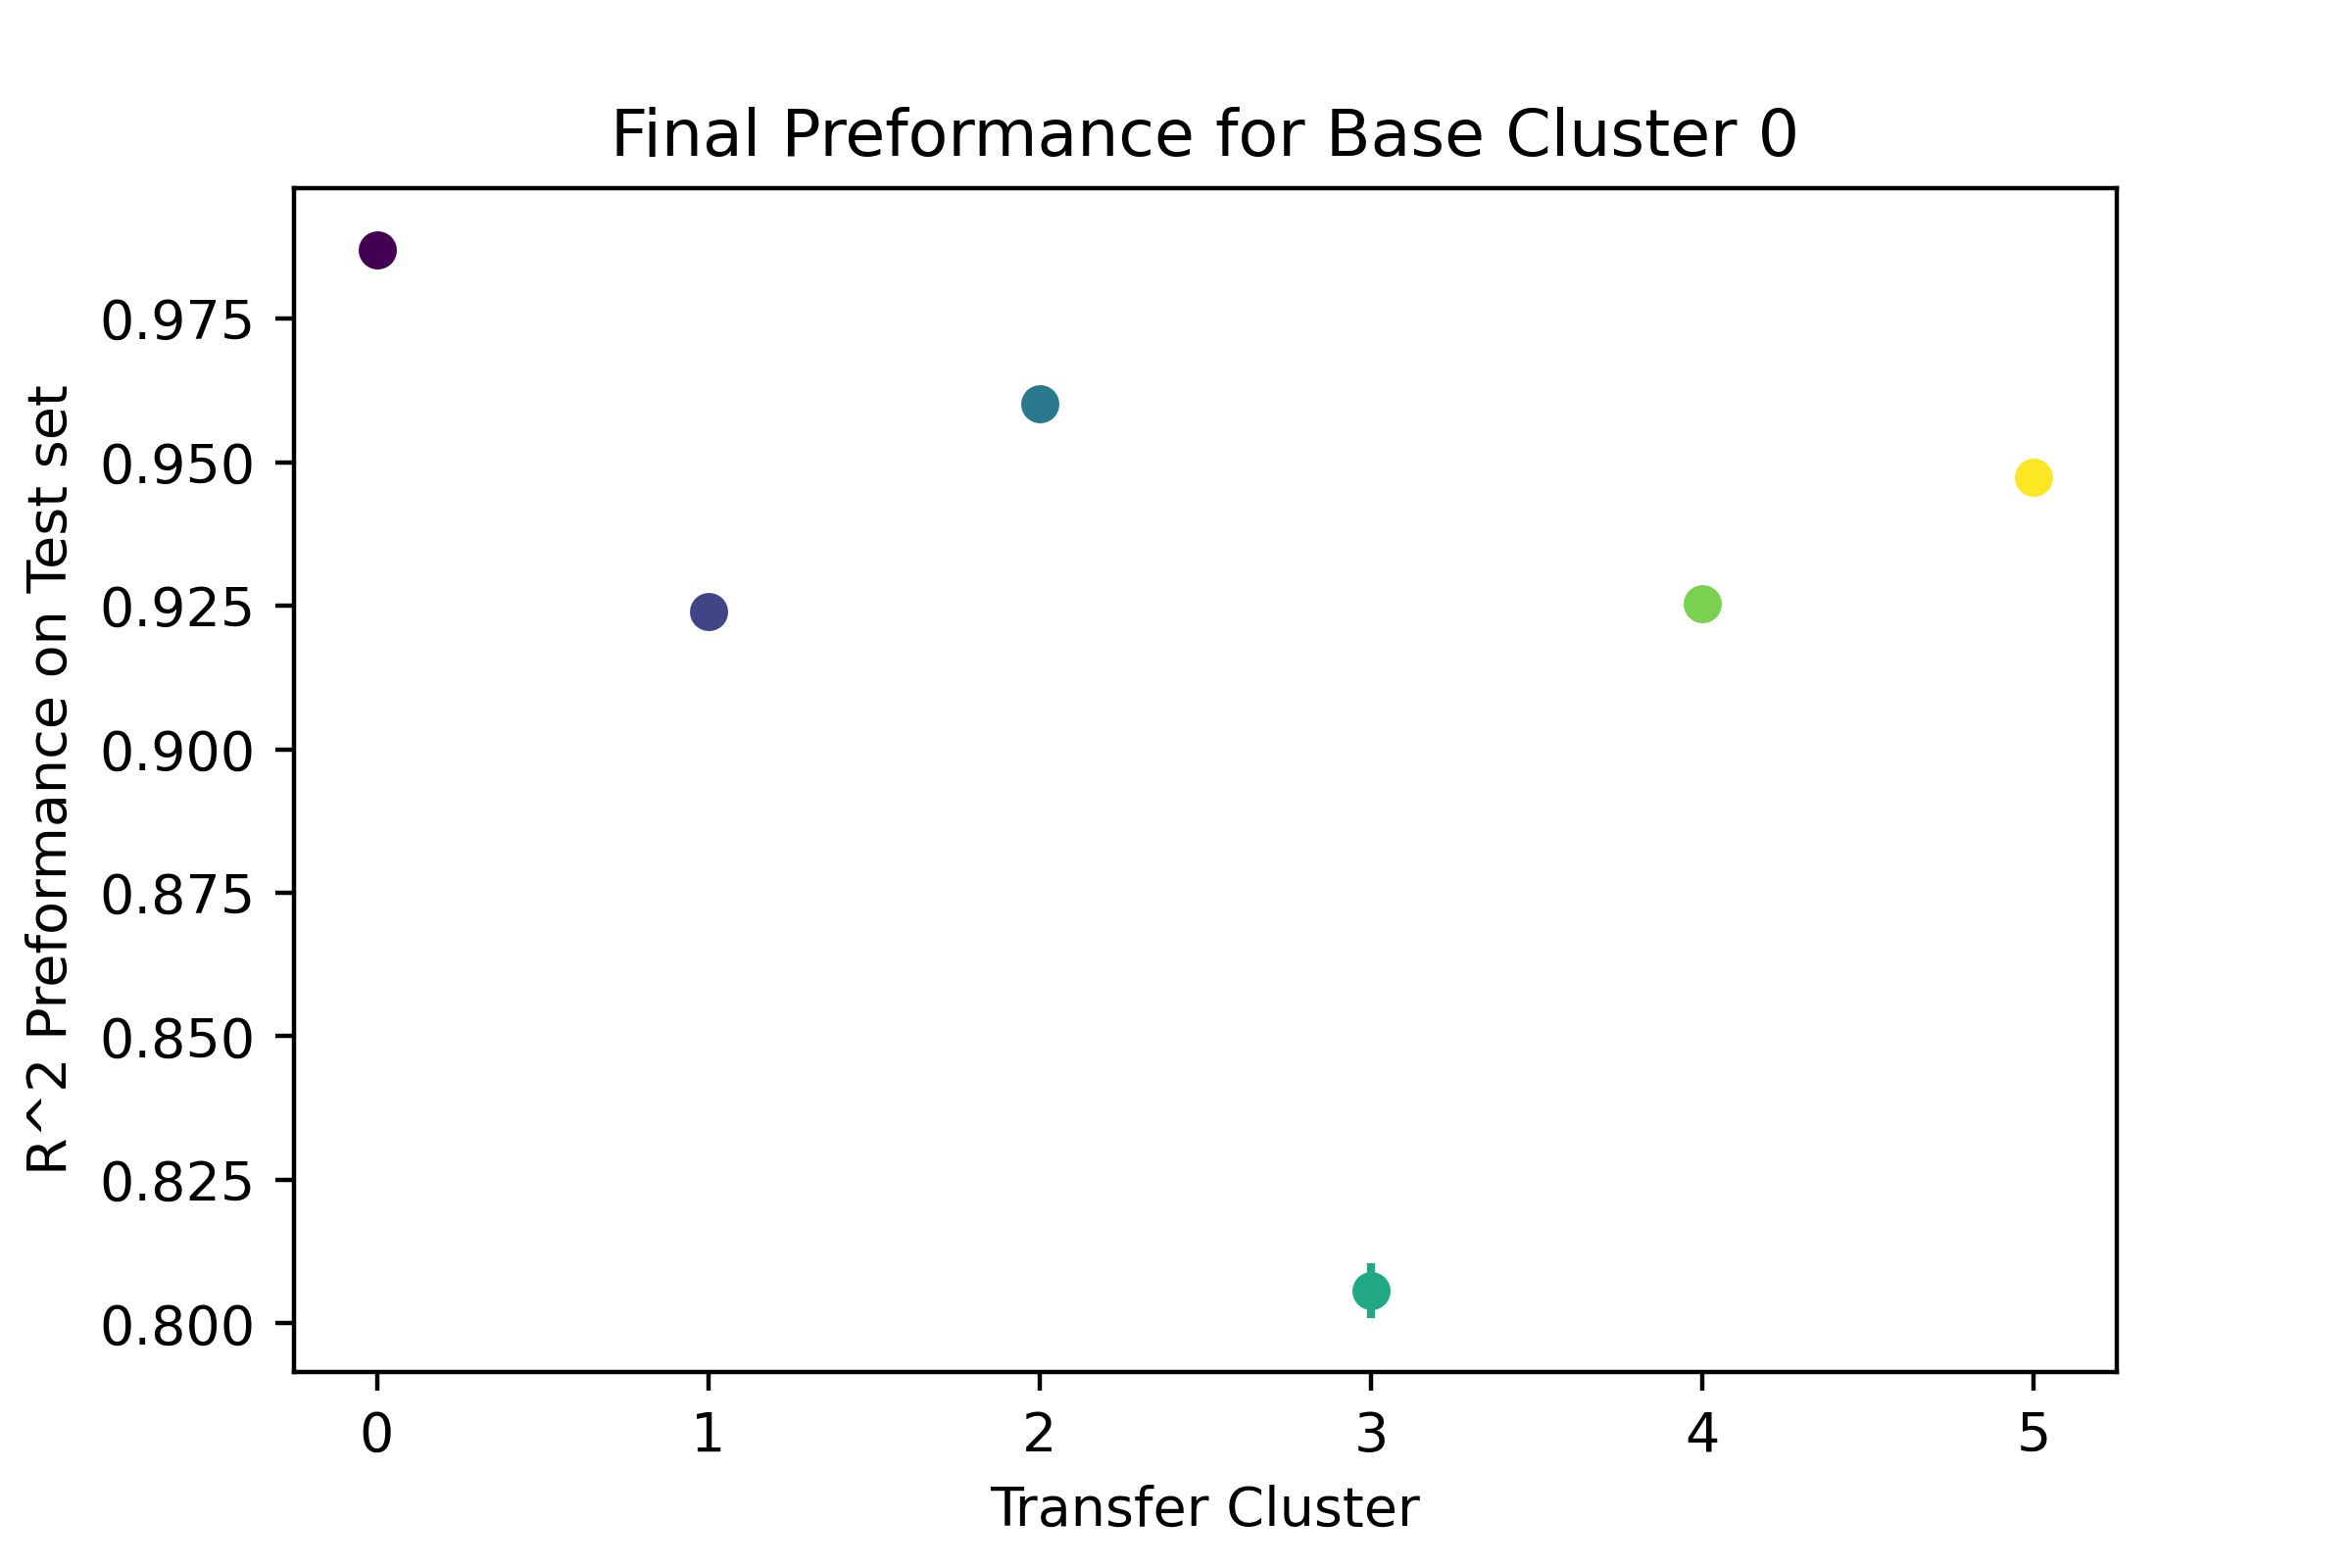 Final Preformance for Base Cluster 0
R^2 Preformance on Test set
0.975
0.950
0.925
0.900
0.875
0.850
0.825
0.800
0 1 2 3 4 5
Transfer Cluster